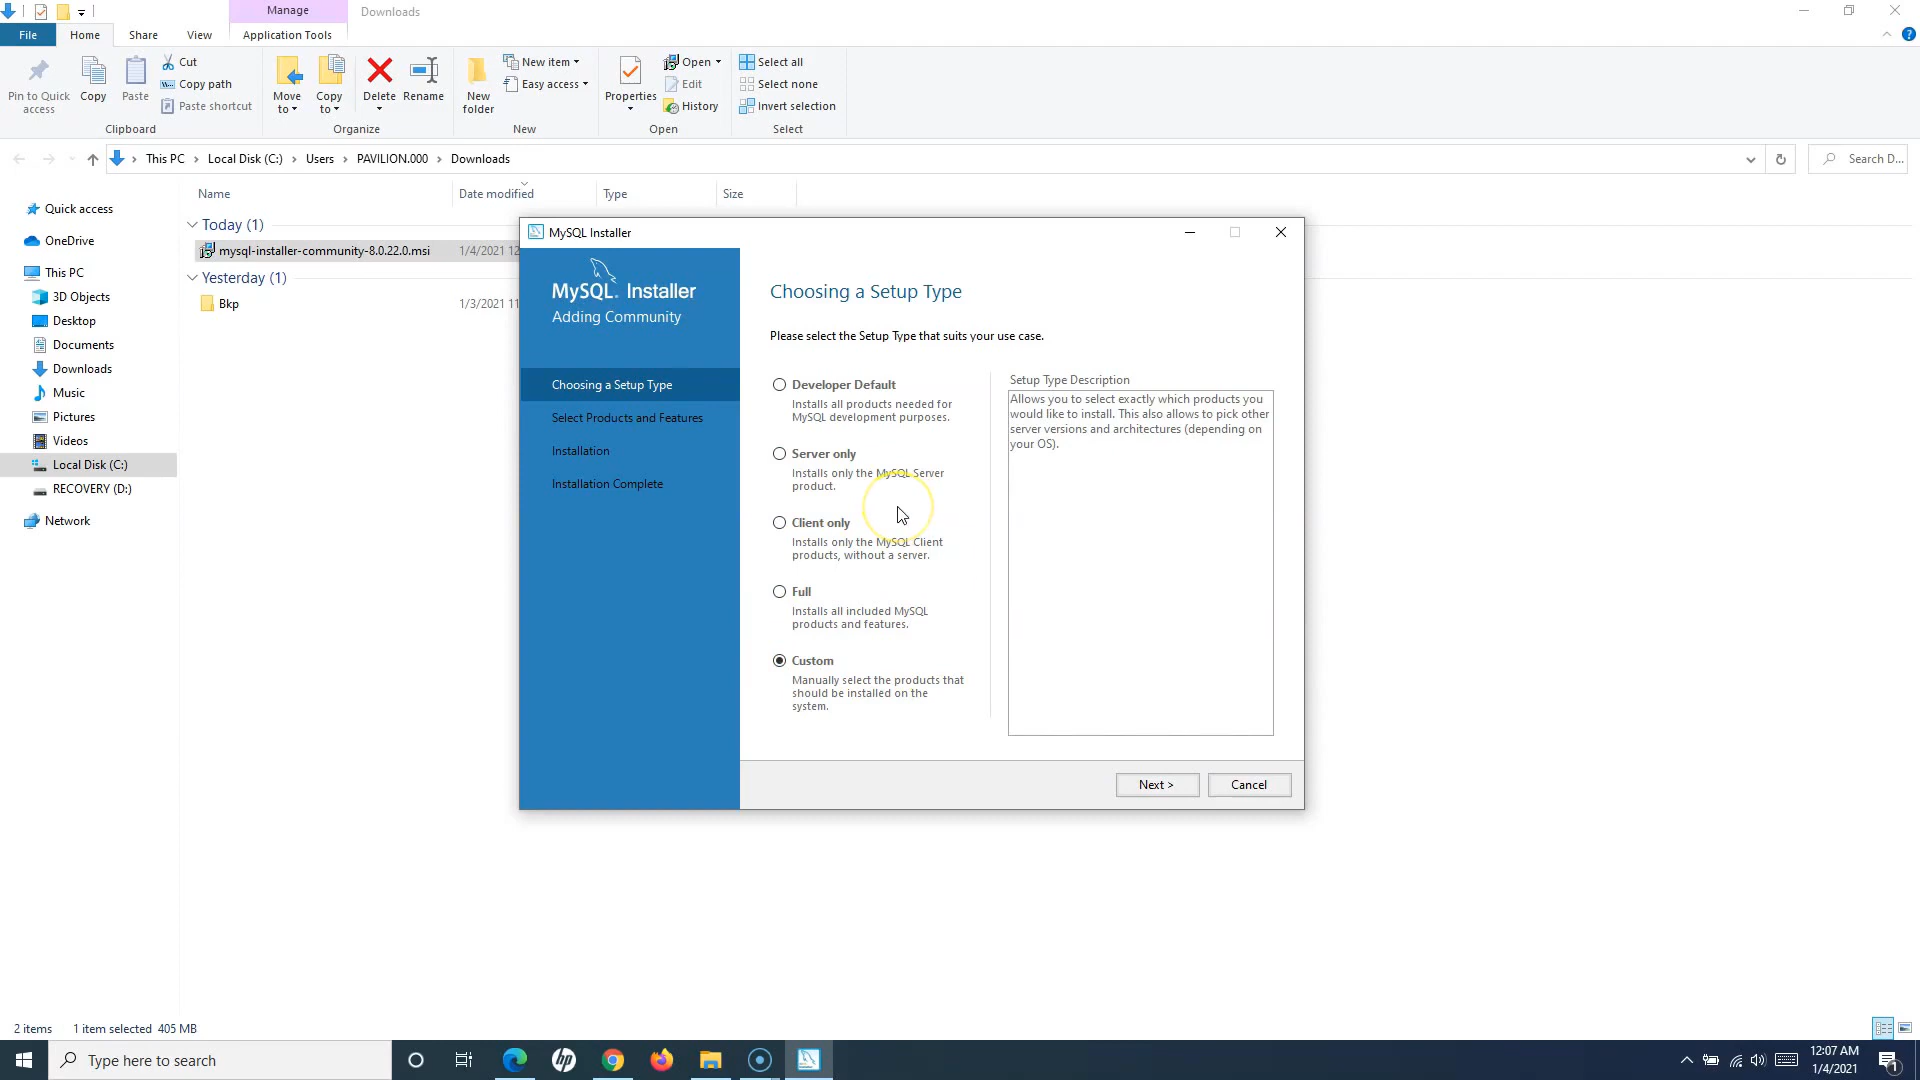 Manage
Downloads
File
Home
Share
View
Application Tools
Pin to Quick
access
Copy
Paste
Cut
Copy path
Paste shortcut
Clipboard
Move
to
Copy
to
Delete
Rename
Organize
New
folder
New item
Easy access
New
Properties
Open
Edit
History
Open
Select all
Select none
Invert selection
Select
This PC
Local Disk (C:)
Users
PAVILION.000
Downloads
Search D...
Quick access
OneDrive
This PC
3D Objects
Desktop
Documents
Downloads
Music
Pictures
Videos
Local Disk (C:)
RECOVERY (D:)
Network
Name
Date modified
Type
Size
Today (1)
mysql-installer-community-8.0.22.0.msi
1/4/2021 12
Yesterday (1)
Bkp
1/3/2021 11
MySQL Installer
MySQL. Installer
Adding Community
Choosing a Setup Type
Select Products and Features
Installation
Installation Complete
Choosing a Setup Type
Please select the Setup Type that suits your use case.
Developer Default
Installs all products needed for
MySQL development purposes.
Server only
Installs only the MySQL Server
product.
Client only
Installs only the MySQL Client
products, without a server.
Full
Installs all included MySQL
products and features.
Custom
Manually select the products that
should be installed on the
system.
Setup Type Description
Allows you to select exactly which products you
would like to install. This also allows to pick other
server versions and architectures (depending on
your OS).
Next >
Cancel
2 items
1 item selected
405 MB
Type here to search
hp
12:07 AM
1/4/2021
1